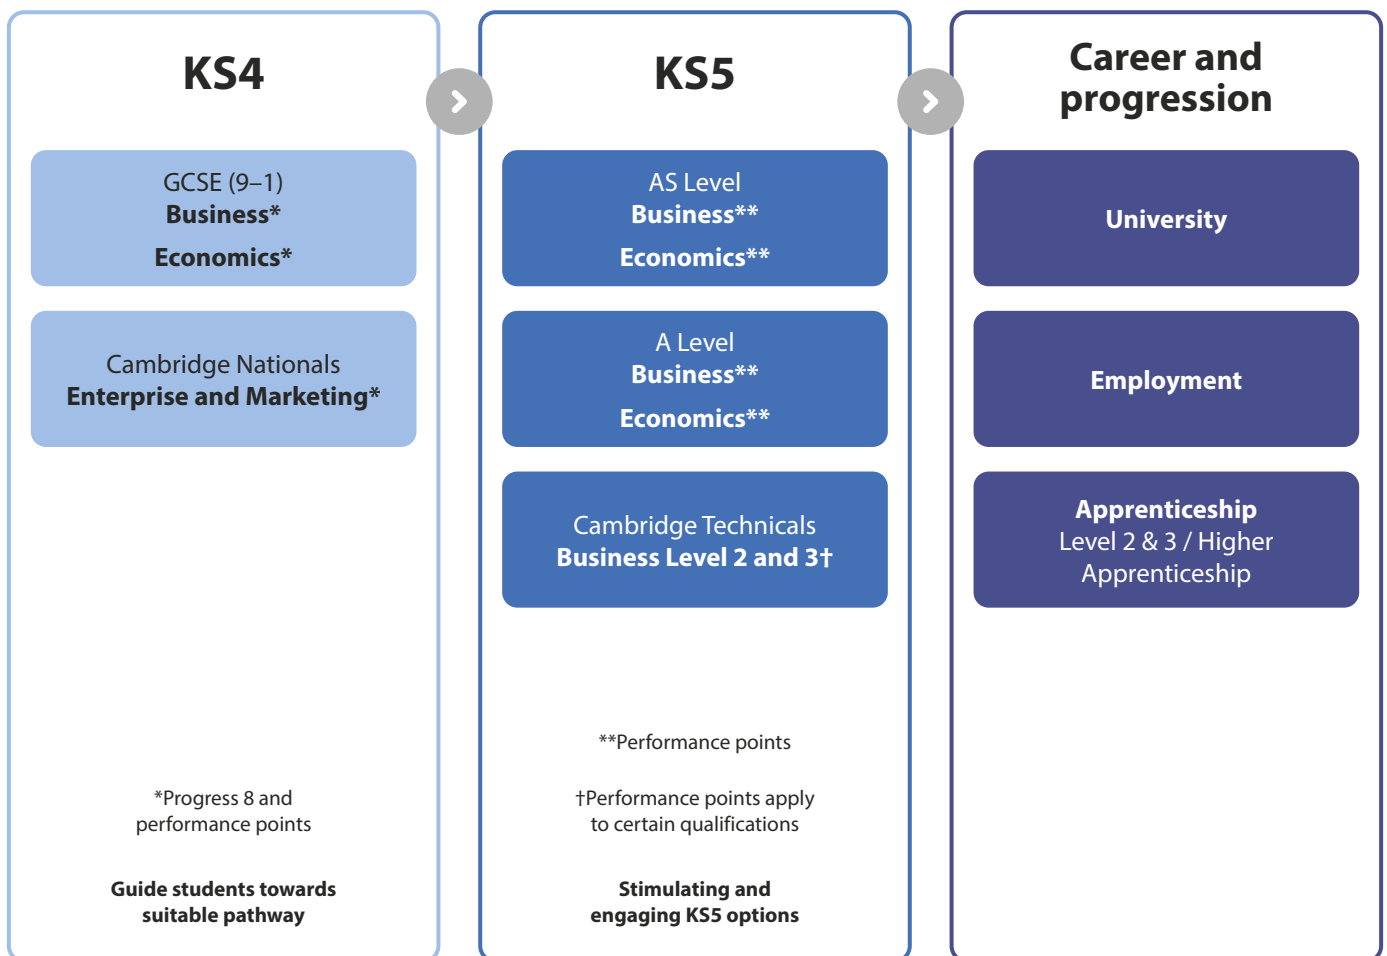 KS4
GCSE (9–1)
Business*
Economics*
Cambridge Nationals
Enterprise and Marketing*
*Progress 8 and
performance points
Guide students towards
suitable pathway
KS5
AS Level
Business**
Economics**
A Level
Business**
Economics**
Cambridge Technicals
Business Level 2 and 3†
**Performance points
†Performance points apply
to certain qualifications
Stimulating and
engaging KS5 options
Career and
progression
University
Employment
Apprenticeship
Level 2 & 3 / Higher
Apprenticeship